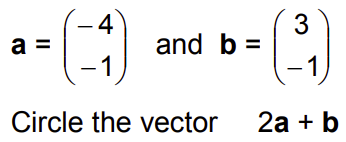 a = (−4 −1) and b = (3 −1)
Circle the vector 2a + b